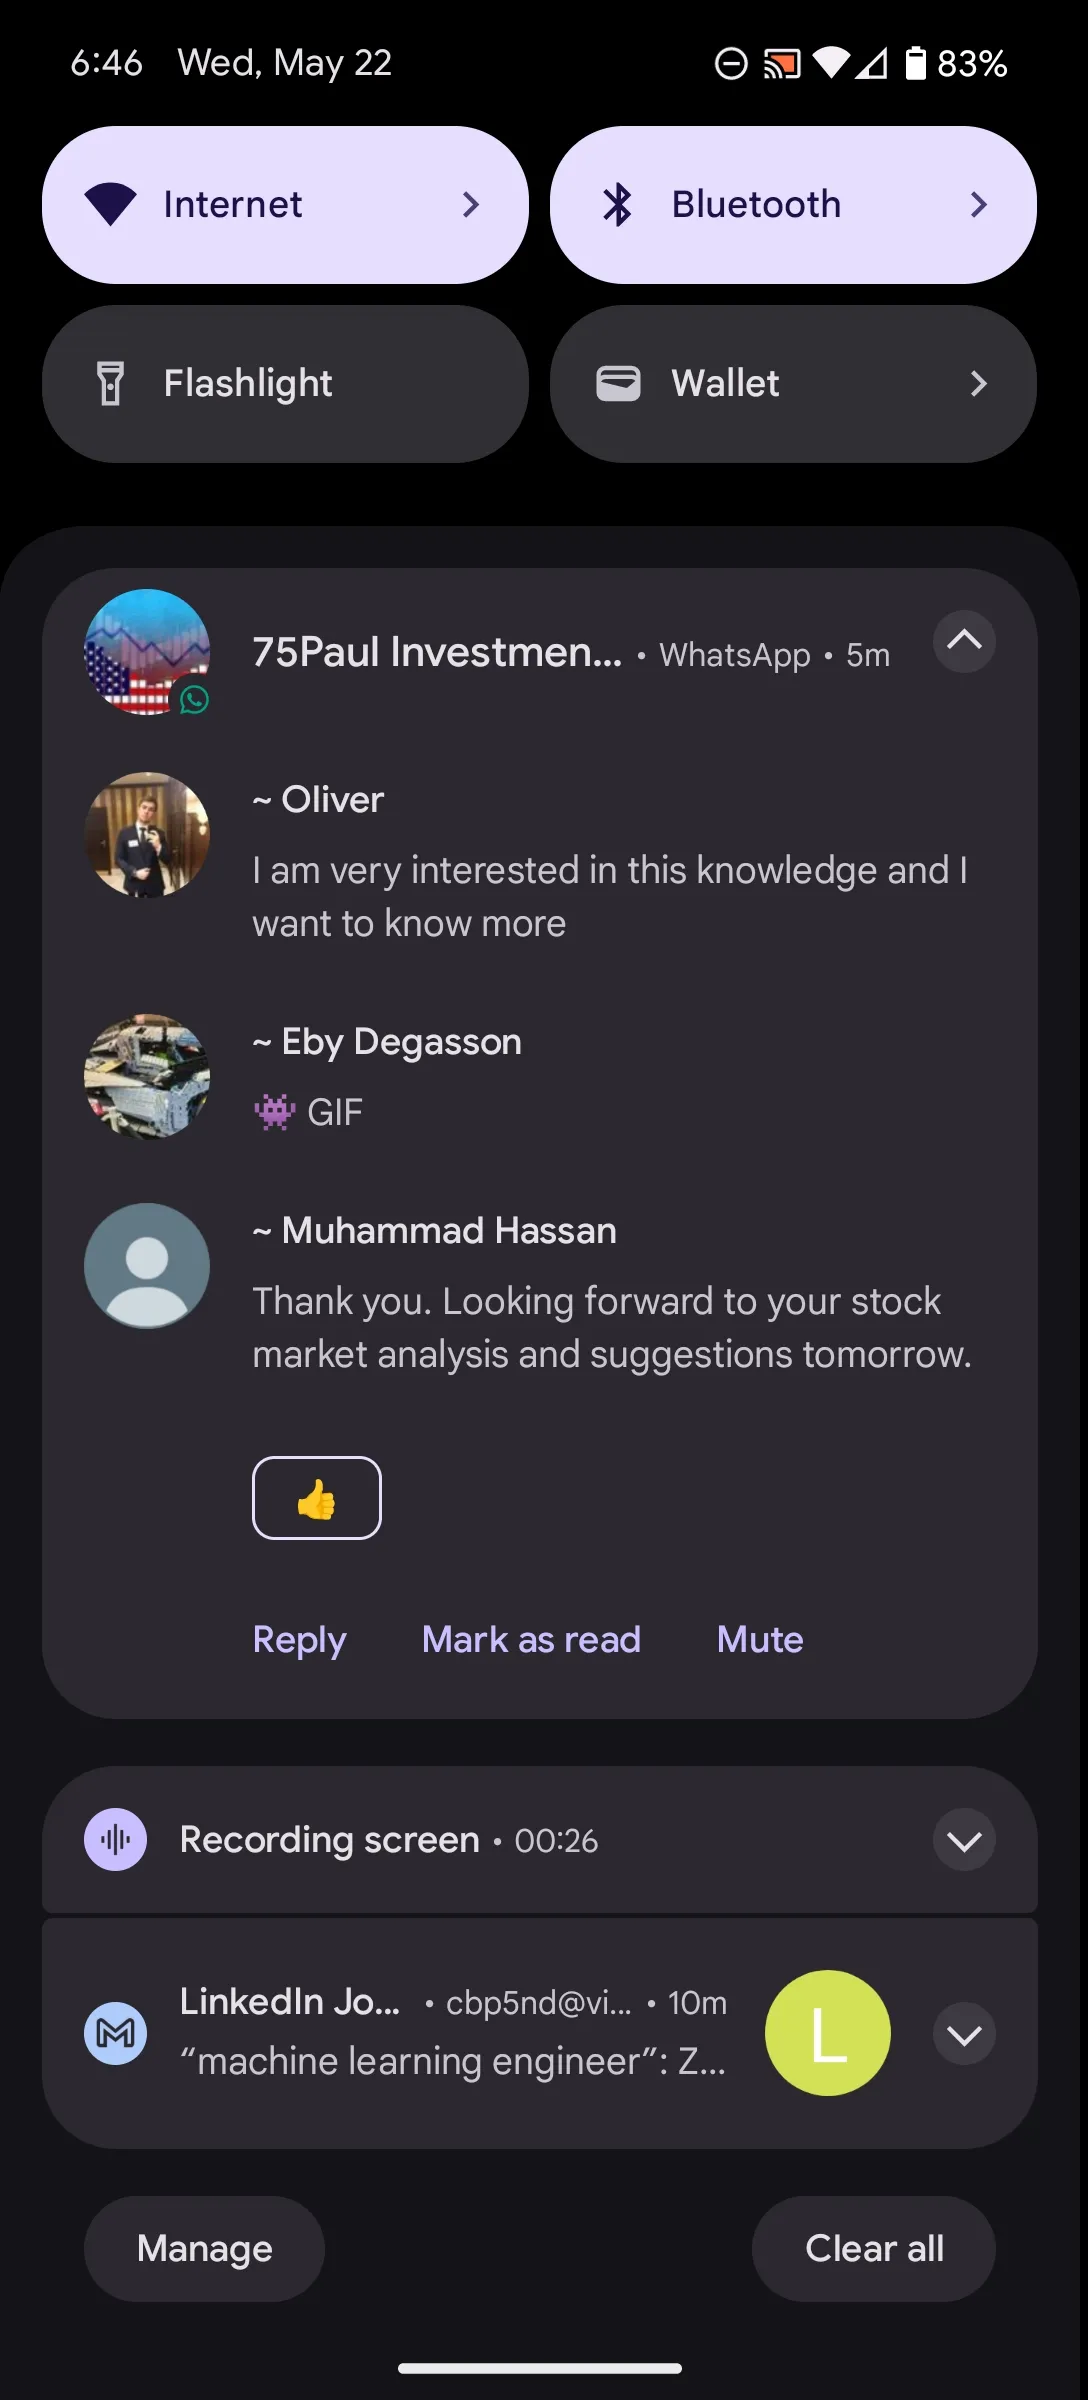 6:46 Wed, May 22 83%
Internet Bluetooth
Flashlight Wallet
75Paul Investmen... • WhatsApp • 5m
~ Oliver
I am very interested in this knowledge and I
want to know more
~ Eby Degasson
👾 GIF
~ Muhammad Hassan
Thank you. Looking forward to your stock
market analysis and suggestions tomorrow.
👍
Reply Mark as read Mute
Recording screen • 00:26
LinkedIn Jo... • cbp5nd@vi... • 10m
“machine learning engineer”: Z...
L
Manage Clear all